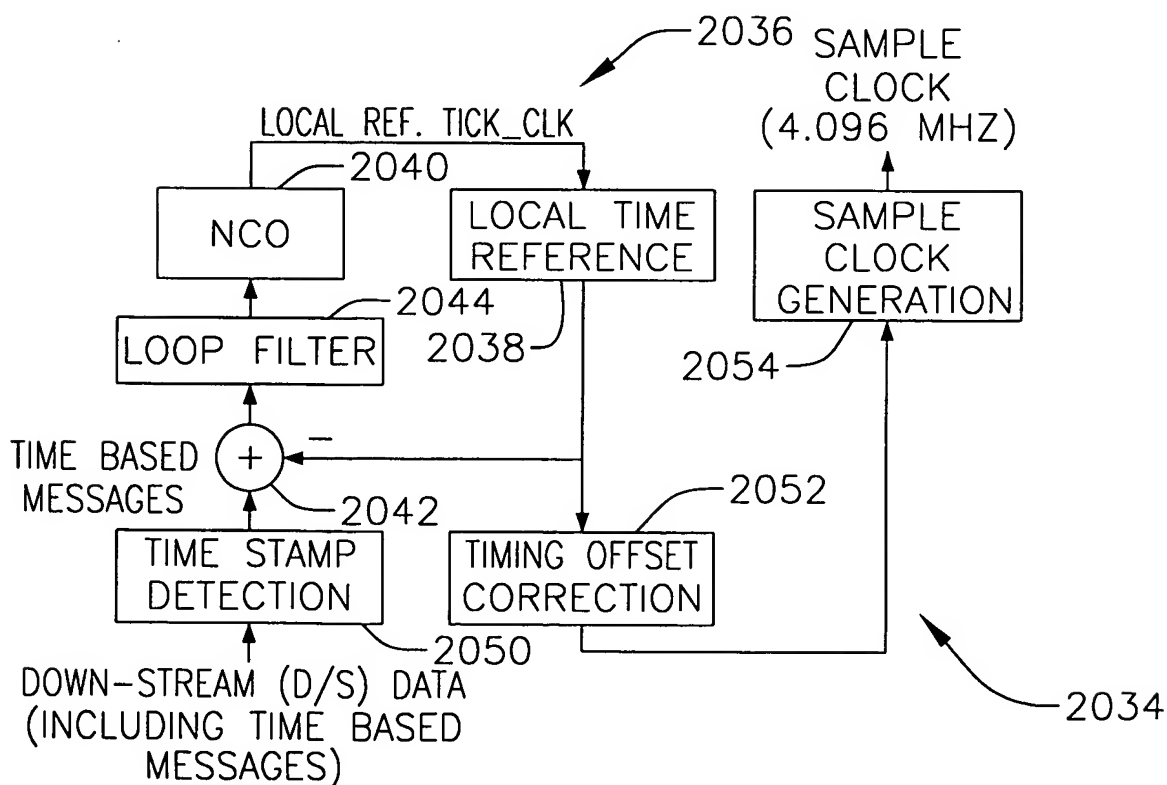 2036
SAMPLE
CLOCK
(4.096 MHZ)
LOCAL REF. TICK_CLK
2040
NCO
LOCAL TIME
REFERENCE
SAMPLE
CLOCK
GENERATION
2044
LOOP FILTER
2038
2054
TIME BASED
MESSAGES
+
−
2042
2052
TIME STAMP
DETECTION
TIMING OFFSET
CORRECTION
2050
DOWN-STREAM (D/S) DATA
(INCLUDING TIME BASED
MESSAGES)
2034